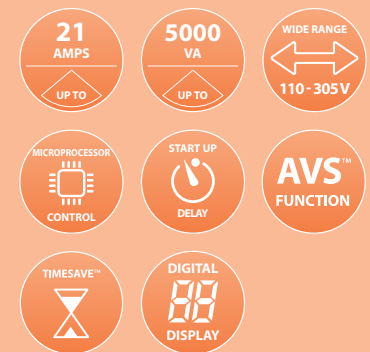 21
AMPS
UP TO
5000
VA
UP TO
WIDE RANGE
110-305V
MICROPROCESSOR
CONTROL
START UP
DELAY
AVS™
FUNCTION
TIMESAVE™
DIGITAL
88
DISPLAY